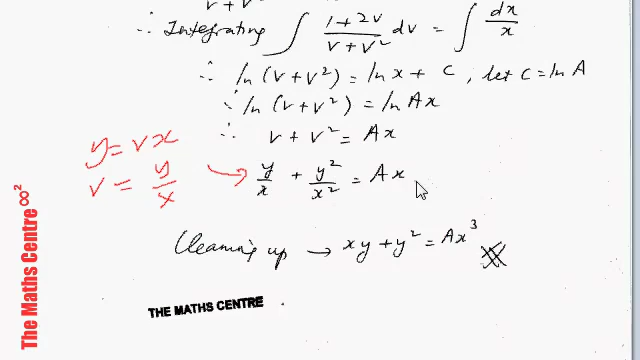 v + v²
∴ Integrating ∫ (1+2v)/(v+v²) dv = ∫ dx/x
∴ ln (v+v²) = ln x + C , let C = ln A
∴ ln (v+v²) = ln Ax
∴ v + v² = Ax
y = vx
v = y/x → y/x + y²/x² = Ax
Cleaning up → xy + y² = Ax³
THE MATHS CENTRE
The Maths Centre ∞²